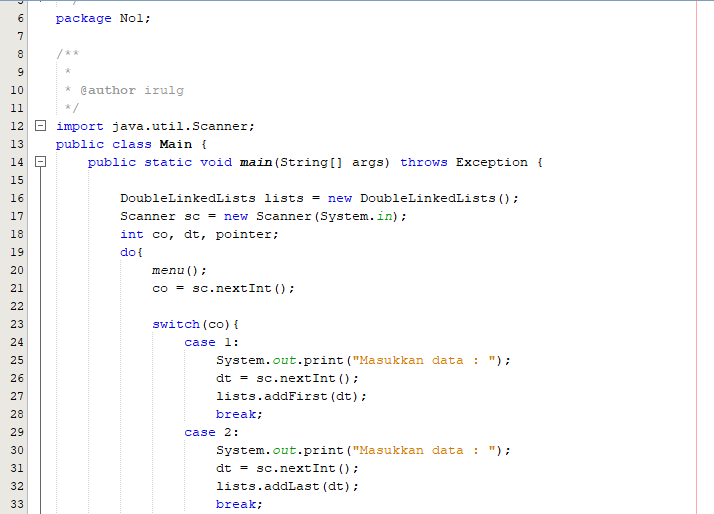 6 package No1;
7
8 /**
9 *
10 * @author irulg
11 */
12 import java.util.Scanner;
13 public class Main {
14 public static void main(String[] args) throws Exception {
15
16 DoubleLinkedLists lists = new DoubleLinkedLists();
17 Scanner sc = new Scanner(System.in);
18 int co, dt, pointer;
19 do{
20 menu();
21 co = sc.nextInt();
22
23 switch(co){
24 case 1:
25 System.out.print("Masukkan data : ");
26 dt = sc.nextInt();
27 lists.addFirst(dt);
28 break;
29 case 2:
30 System.out.print("Masukkan data : ");
31 dt = sc.nextInt();
32 lists.addLast(dt);
33 break;